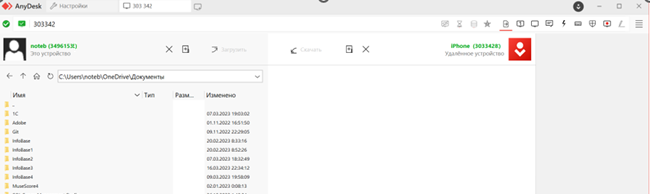 AnyDesk Настройки 303 342
303342
noteb (349615)
Это устройство
Загрузить
Скачать
iPhone (3033428)
Удалённое устройство
C:\Users\noteb\OneDrive\Документы
Имя Тип Разм... Изменено
..
1C 07.03.2023 19:03:02
Adobe 01.11.2022 16:51:50
Git 09.11.2022 22:29:05
InfoBase 20.02.2023 8:33:16
InfoBase1 20.02.2023 8:52:26
InfoBase2 07.03.2023 18:32:49
InfoBase3 16.03.2023 22:34:12
InfoBase4 09.03.2023 19:58:09
MuseScore4 02.01.2023 0:08:13